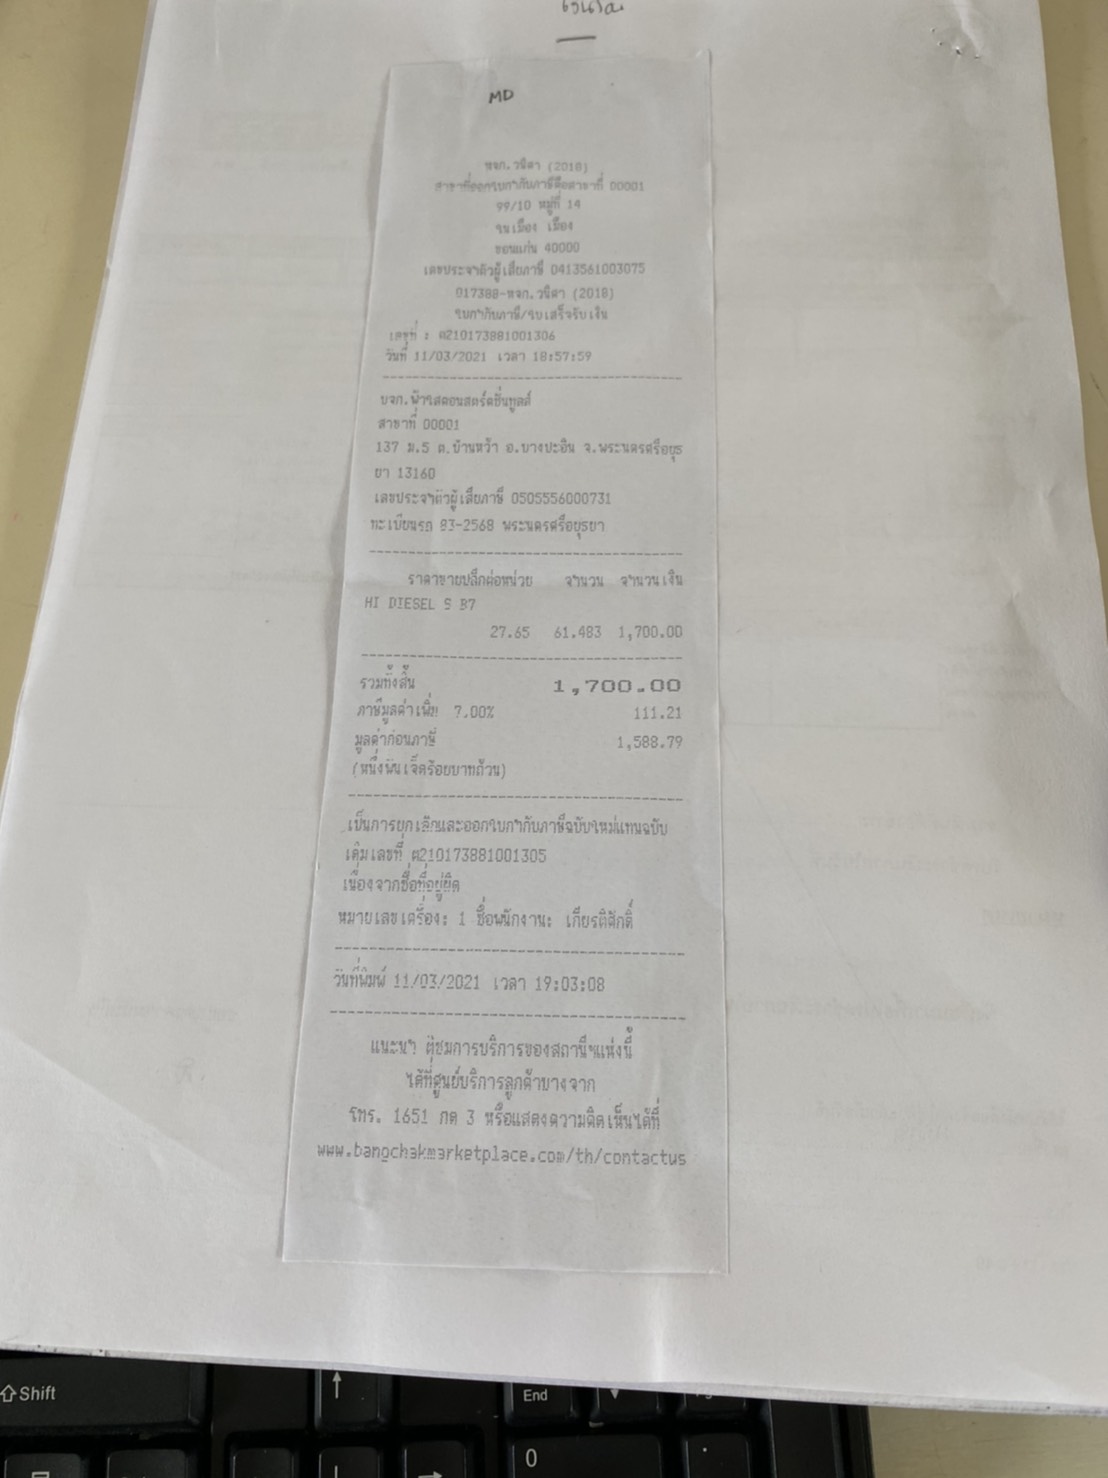 MD
หจก.วนิดา (2018)
สาขาที่ออกใบกำกับภาษีคือสาขาที่ 00001
99/10 หมู่ที่ 14
ในเมือง เมือง
ขอนแก่น 40000
เลขประจำตัวผู้เสียภาษี 0413561003075
017388-หจก.วนิดา (2018)
ใบกำกับภาษี/ใบเสร็จรับเงิน
เลขที่ : ต210173881001306
วันที่ 11/03/2021 เวลา 18:57:59
บจก.ฟ้าใสคอนสตรัคชั่นทูลส์
สาขาที่ 00001
137 ม.5 ต.บ้านหว้า อ.บางปะอิน จ.พระนครศรีอยุธ
ยา 13160
เลขประจำตัวผู้เสียภาษี 0505556000731
ทะเบียนรถ 83-2568 พระนครศรีอยุธยา
ราคาขายปลีกต่อหน่วย จำนวน จำนวนเงิน
HI DIESEL S B7
27.65 61.483 1,700.00
รวมทั้งสิ้น 1,700.00
ภาษีมูลค่าเพิ่ม 7.00% 111.21
มูลค่าก่อนภาษี 1,588.79
(หนึ่งพันเจ็ดร้อยบาทถ้วน)
เป็นการยกเลิกและออกใบกำกับภาษีฉบับใหม่แทนฉบับ
เดิมเลขที่ ต210173881001305
เนื่องจากชื่อที่อยู่ผิด
หมายเลขเครื่อง: 1 ชื่อพนักงาน: เกียรติศักดิ์
วันที่พิมพ์ 11/03/2021 เวลา 19:03:08
แนะนำ ติชมการบริการของสถานีฯแห่งนี้
ได้ที่ศูนย์บริการลูกค้าบางจาก
โทร. 1651 กด 3 หรือแสดงความคิดเห็นได้ที่
www.bangchakmarketplace.com/th/contactus
Shift
End
0